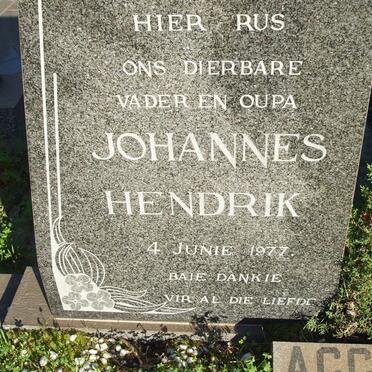 HIER RUS
ONS DIERBARE
VADER EN OUPA
JOHANNES
HENDRIK
4 JUNIE 1977.
BAIE DANKIE
VIR AL DIE LIEFDE